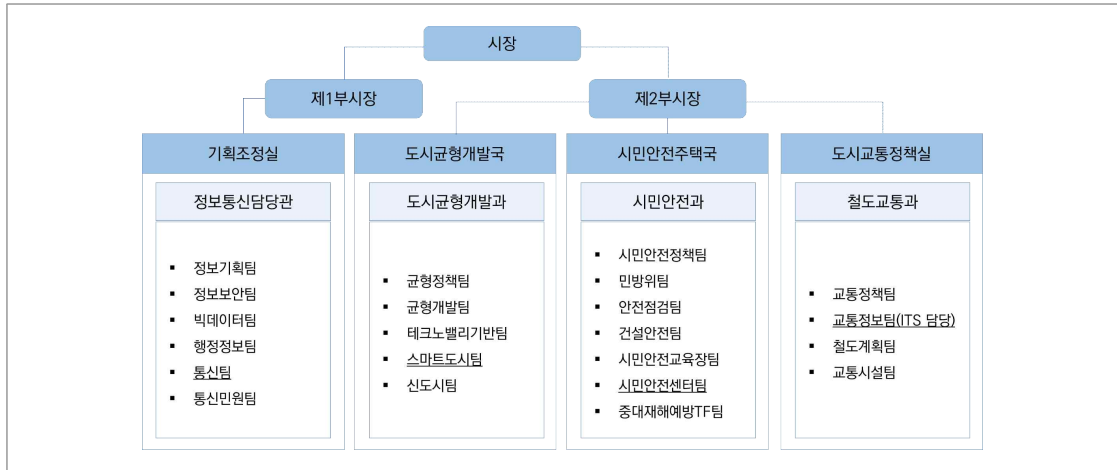 시장
제1부시장
제2부시장
기획조정실
정보통신담당관
▪ 정보기획팀
▪ 정보보안팀
▪ 빅데이터팀
▪ 행정정보팀
▪ 통신팀
▪ 통신민원팀
도시균형개발국
도시균형개발과
▪ 균형정책팀
▪ 균형개발팀
▪ 테크노밸리기반팀
▪ 스마트도시팀
▪ 신도시팀
시민안전주택국
시민안전과
▪ 시민안전정책팀
▪ 민방위팀
▪ 안전점검팀
▪ 건설안전팀
▪ 시민안전교육장팀
▪ 시민안전센터팀
▪ 중대재해예방TF팀
도시교통정책실
철도교통과
▪ 교통정책팀
▪ 교통정보팀(ITS 담당)
▪ 철도계획팀
▪ 교통시설팀